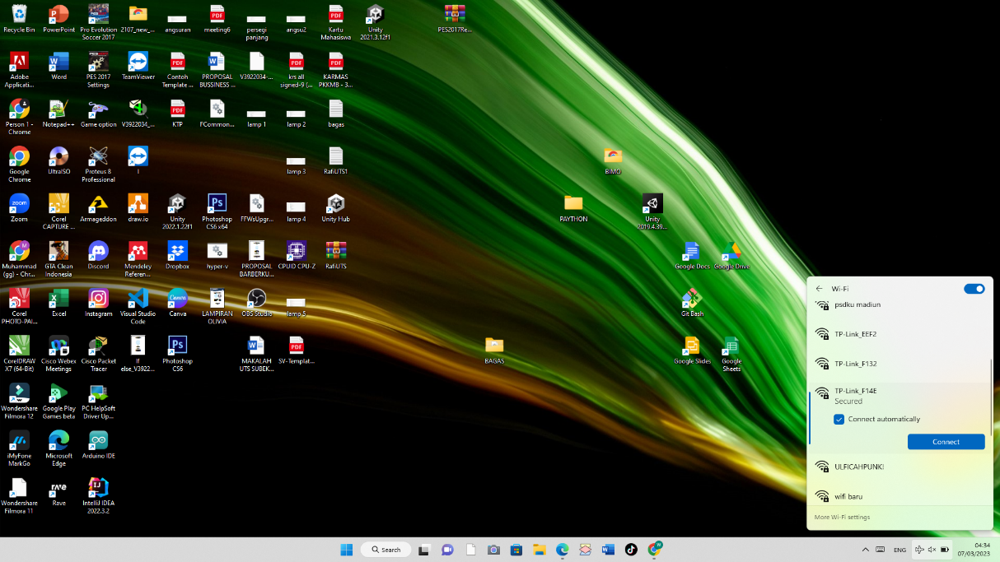 Recycle Bin
PowerPoint
Pro Evolution
Soccer 2017
2107_new_...
angsuran
meeting6
persegi
panjang
angsu2
Kartu
Mahasiswa
Unity
2021.3.12f1
PES2017Re...
Adobe
Applicati...
Word
PES 2017
Settings
TeamViewer
Contoh
Template ...
PROPOSAL
BUSSINESS ...
V3922034-...
krs all
signed-9 (...
KARMAS
PKKMB - 3...
Person 1 -
Chrome
Notepad++
Game option
V3922034_...
KTP
FCommon...
lamp 1
lamp 2
bagas
Google
Chrome
UltraISO
Proteus 8
Professional
lamp 3
RafiUTS1
BIMO
Zoom
Corel
CAPTURE ...
Armageddon
draw.io
Unity
2022.1.22f1
Photoshop
CS6 x64
FFWsUpgr...
lamp 4
Unity Hub
PAYTHON
Unity
2019.4.39...
Muhammad
(gg) - Chr...
GTA Clean
Indonesia
Discord
Mendeley
Referen...
Dropbox
hyper-v
PROPOSAL
BARBERKU...
CPUID CPU-Z
RafiUTS
Google Docs
Google Drive
Corel
PHOTO-PAI...
Excel
Instagram
Visual Studio
Code
Canva
LAMPIRAN
OLIVIA
OBS Studio
lamp 5
Git Bash
CorelDRAW
X7 (64-Bit)
Cisco Webex
Meetings
Cisco Packet
Tracer
If
else_V3922...
Photoshop
CS6
MAKALAH
UTS SUBEK...
SV-Templat...
BAGAS
Google Slides
Google
Sheets
Wondershare
Filmora 12
Google Play
Games beta
PC HelpSoft
Driver Up...
iMyFone
MarkGo
Microsoft
Edge
Arduino IDE
Wondershare
Filmora 11
Rave
IntelliJ IDEA
2022.3.2
Wi-Fi
psdku madiun
TP-Link_EEF2
TP-Link_F132
TP-Link_F14E
Secured
Connect automatically
Connect
ULFICAHPUNKI
wifi baru
More Wi-Fi settings
Search
ENG
04:34
07/03/2023